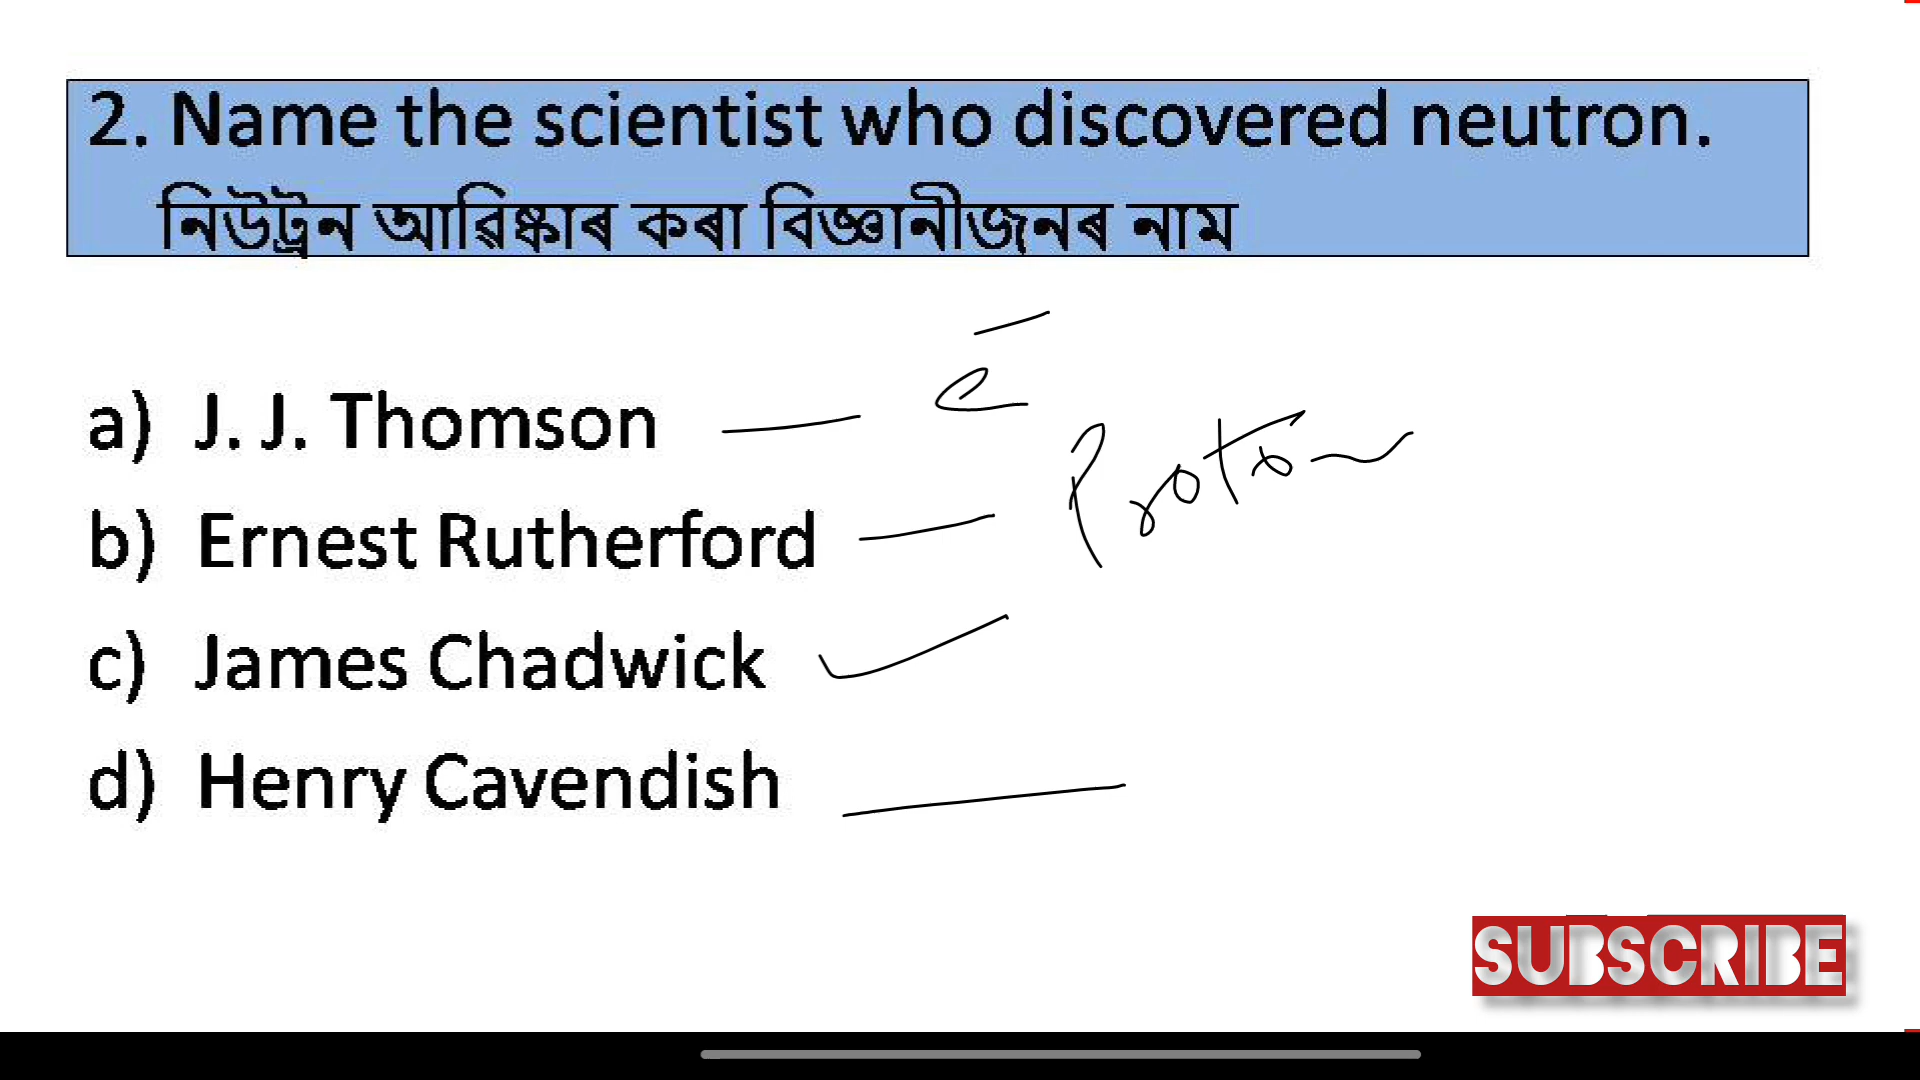 2. Name the scientist who discovered neutron.
নিউট্ৰন আৱিষ্কাৰ কৰা বিজ্ঞানীজনৰ নাম
a) J. J. Thomson — e⁻
b) Ernest Rutherford — Proton
c) James Chadwick ✓
d) Henry Cavendish
SUBSCRIBE